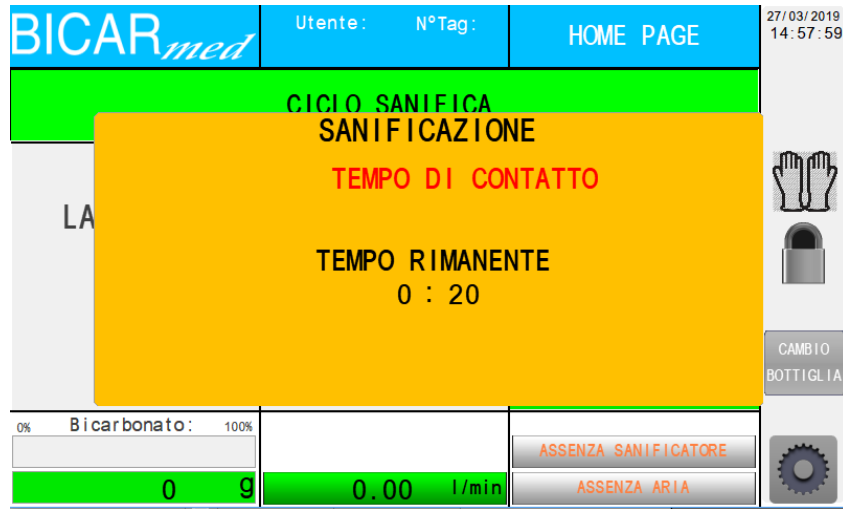 BICARmed
Utente: N°Tag:
HOME PAGE
27/03/2019
14:57:59
CICLO SANIFICA
SANIFICAZIONE
TEMPO DI CONTATTO
LA
TEMPO RIMANENTE
0 : 20
CAMBIO
BOTTIGLIA
0% Bicarbonato: 100%
ASSENZA SANIFICATORE
0 g
0.00 l/min
ASSENZA ARIA